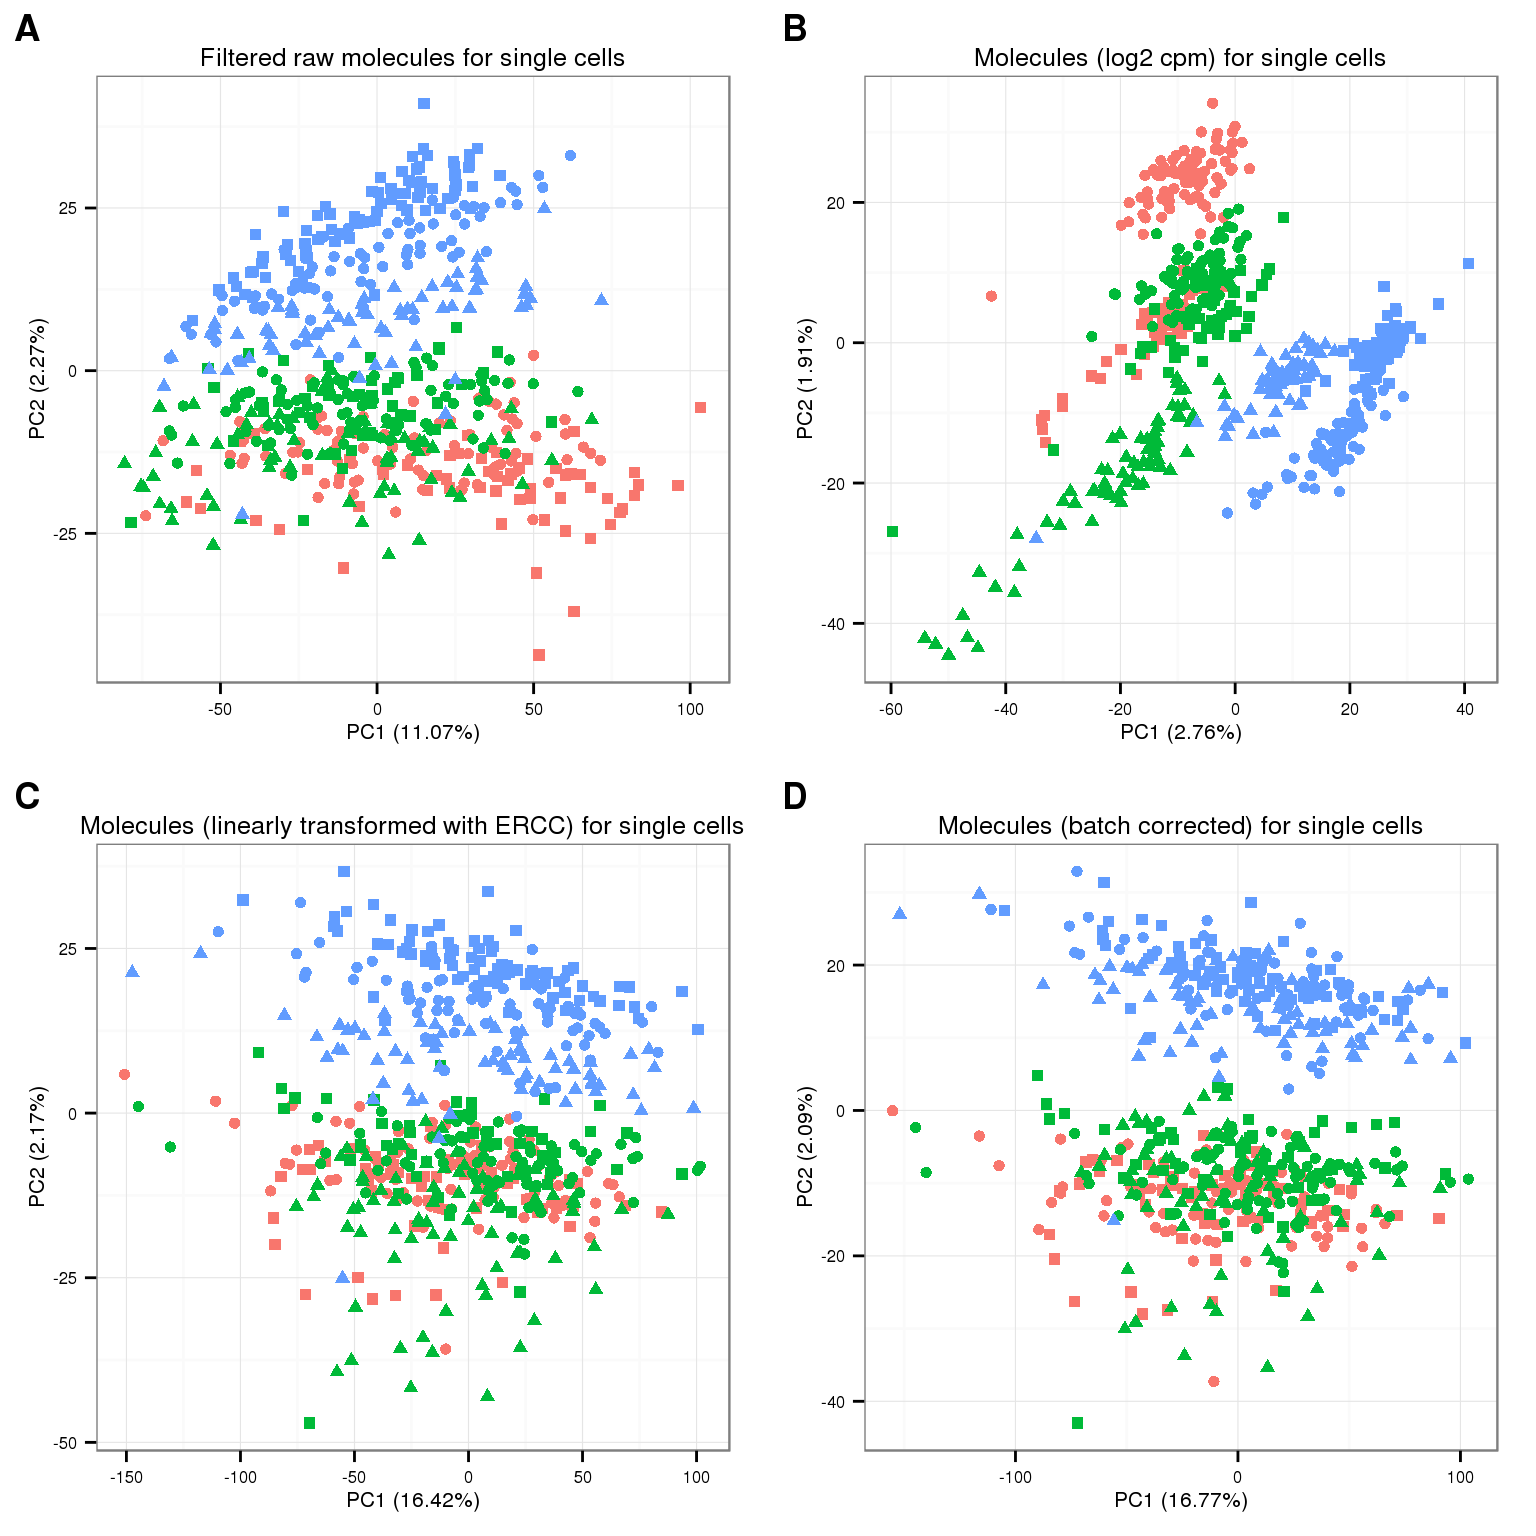 A
Filtered raw molecules for single cells
PC2 (2.27%)
25
0
-25
-50
0
50
100
PC1 (11.07%)
B
Molecules (log2 cpm) for single cells
PC2 (1.91%)
20
0
-20
-40
-60
-40
-20
0
20
40
PC1 (2.76%)
C
Molecules (linearly transformed with ERCC) for single cells
PC2 (2.17%)
25
0
-25
-50
-150
-100
-50
0
50
100
PC1 (16.42%)
D
Molecules (batch corrected) for single cells
PC2 (2.09%)
20
0
-20
-40
-100
0
100
PC1 (16.77%)